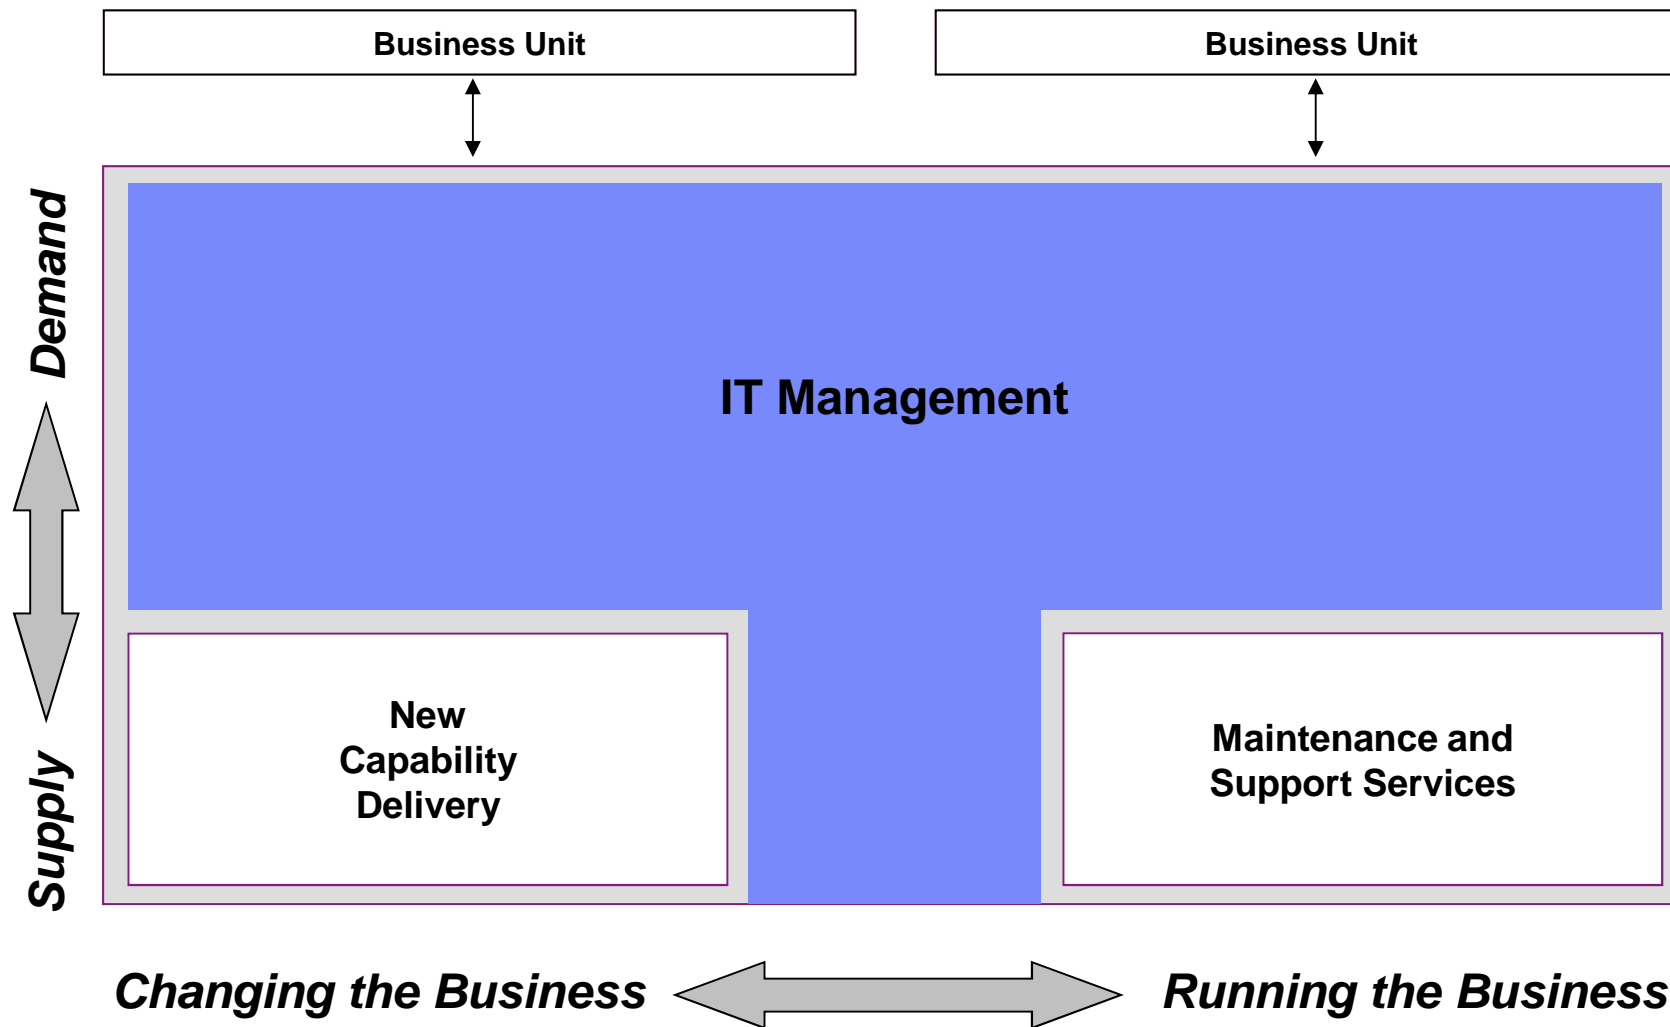 Business Unit
Business Unit
Demand
IT Management
New
Capability
Delivery
Maintenance and
Support Services
Supply
Changing the Business
Running the Business